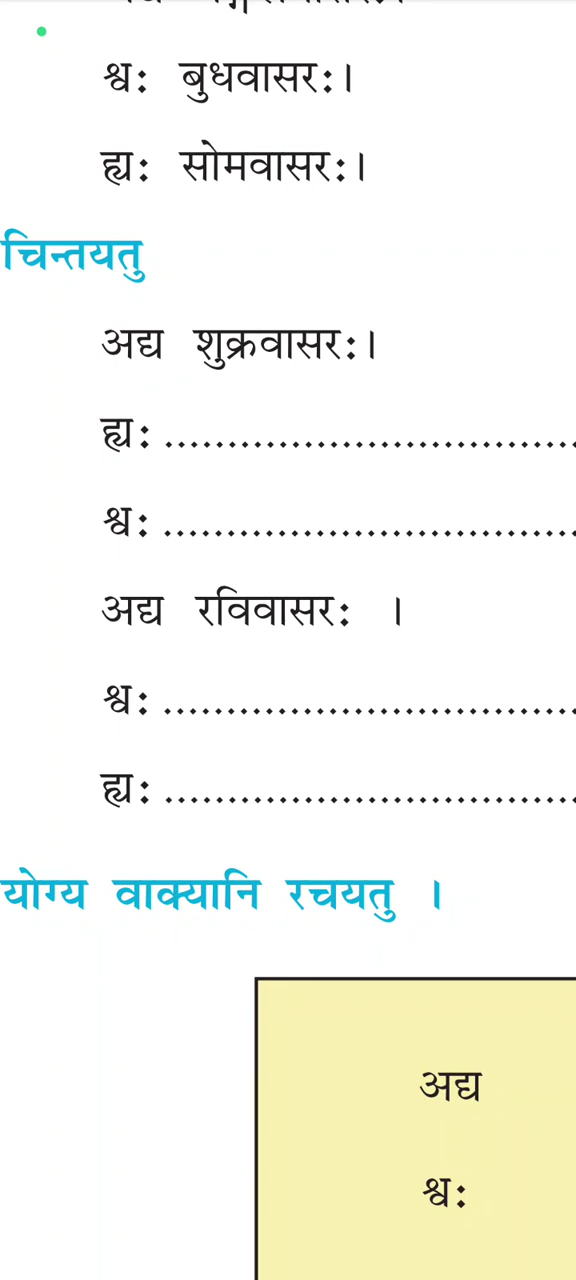 श्व: बुधवासर:।
ह्य: सोमवासर:।
चिन्तयतु
अद्य शुक्रवासर:।
ह्य: ..................................
श्व: ..................................
अद्य रविवासर: ।
श्व: ..................................
ह्य: ..................................
योग्य वाक्यानि रचयतु ।
अद्य
श्व: